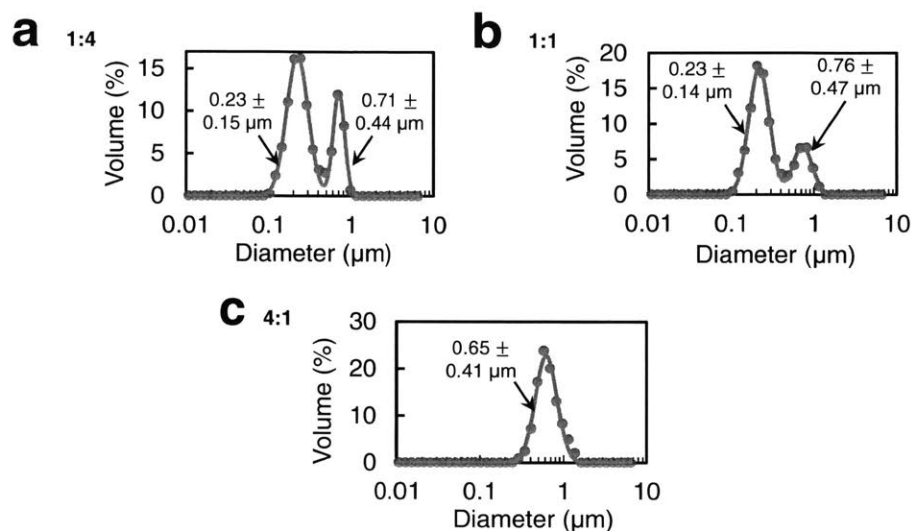 a 1:4
Volume (%)
15
10
5
0
0.23 ±
0.15 µm
0.71 ±
0.44 µm
0.01 0.1 1 10
Diameter (µm)
b 1:1
Volume (%)
20
15
10
5
0
0.23 ±
0.14 µm
0.76 ±
0.47 µm
0.01 0.1 1 10
Diameter (µm)
c 4:1
Volume (%)
30
20
10
0
0.65 ±
0.41 µm
0.01 0.1 1 10
Diameter (µm)